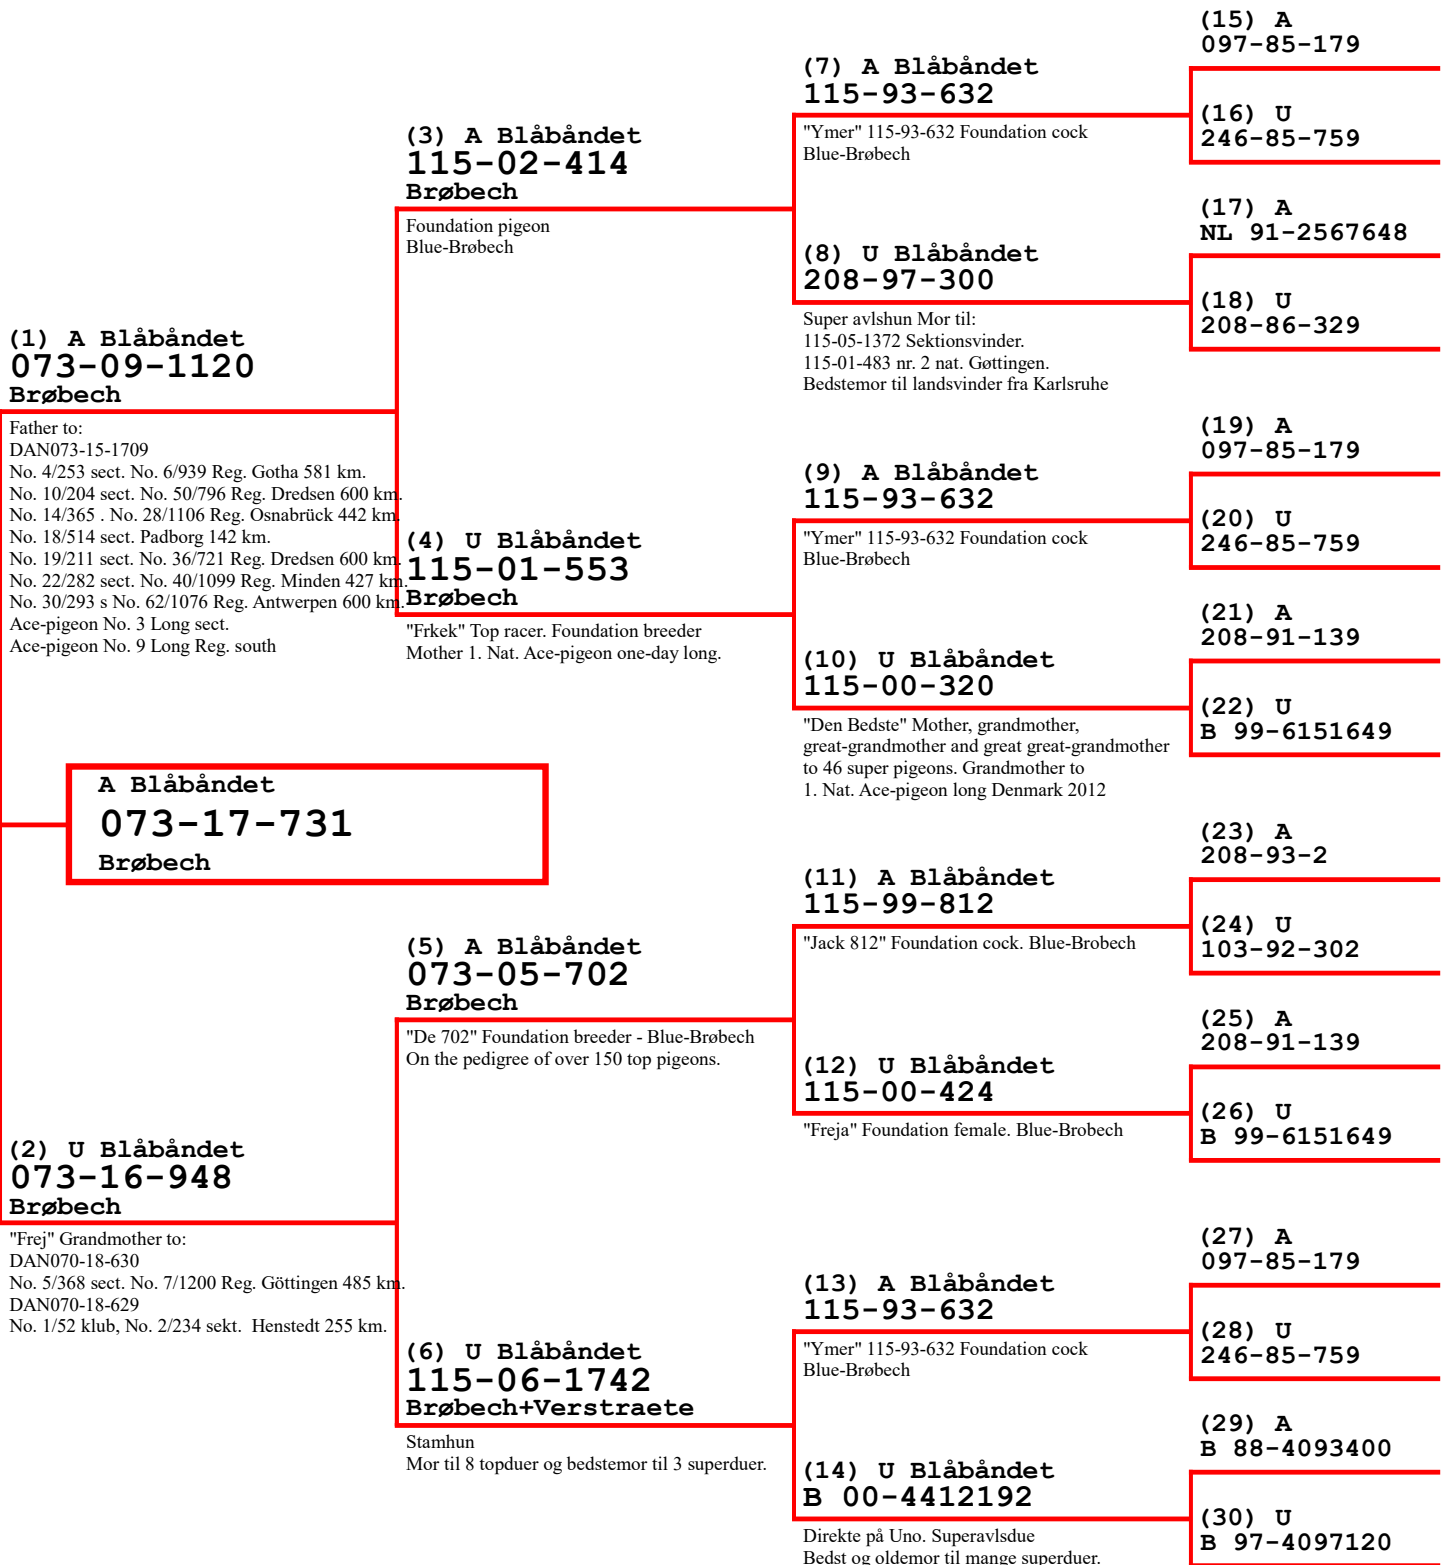 (1) A Blåbåndet
073-09-1120
Brøbech
Father to:
DAN073-15-1709
No. 4/253 sect. No. 6/939 Reg. Gotha 581 km.
No. 10/204 sect. No. 50/796 Reg. Dredsen 600 km.
No. 14/365 . No. 28/1106 Reg. Osnabrück 442 km.
No. 18/514 sect. Padborg 142 km.
No. 19/211 sect. No. 36/721 Reg. Dredsen 600 km.
No. 22/282 sect. No. 40/1099 Reg. Minden 427 km.
No. 30/293 s No. 62/1076 Reg. Antwerpen 600 km.
Ace-pigeon No. 3 Long sect.
Ace-pigeon No. 9 Long Reg. south
A Blåbåndet
073-17-731
Brøbech
(2) U Blåbåndet
073-16-948
Brøbech
"Frej" Grandmother to:
DAN070-18-630
No. 5/368 sect. No. 7/1200 Reg. Göttingen 485 km.
DAN070-18-629
No. 1/52 klub, No. 2/234 sekt.  Henstedt 255 km.
(3) A Blåbåndet
115-02-414
Brøbech
Foundation pigeon
Blue-Brøbech
(4) U Blåbåndet
115-01-553
Brøbech
"Frkek" Top racer. Foundation breeder
Mother 1. Nat. Ace-pigeon one-day long.
(5) A Blåbåndet
073-05-702
Brøbech
"De 702" Foundation breeder - Blue-Brøbech
On the pedigree of over 150 top pigeons.
(6) U Blåbåndet
115-06-1742
Brøbech+Verstraete
Stamhun
Mor til 8 topduer og bedstemor til 3 superduer.
(7) A Blåbåndet
115-93-632
"Ymer" 115-93-632 Foundation cock
Blue-Brøbech
(8) U Blåbåndet
208-97-300
Super avlshun Mor til:
115-05-1372 Sektionsvinder.
115-01-483 nr. 2 nat. Gøttingen.
Bedstemor til landsvinder fra Karlsruhe
(9) A Blåbåndet
115-93-632
"Ymer" 115-93-632 Foundation cock
Blue-Brøbech
(10) U Blåbåndet
115-00-320
"Den Bedste" Mother, grandmother,
great-grandmother and great great-grandmother
to 46 super pigeons. Grandmother to
1. Nat. Ace-pigeon long Denmark 2012
(11) A Blåbåndet
115-99-812
"Jack 812" Foundation cock. Blue-Brobech
(12) U Blåbåndet
115-00-424
"Freja" Foundation female. Blue-Brobech
(13) A Blåbåndet
115-93-632
"Ymer" 115-93-632 Foundation cock
Blue-Brøbech
(14) U Blåbåndet
B 00-4412192
Direkte på Uno. Superavlsdue
Bedst og oldemor til mange superduer.
(15) A
097-85-179
(16) U
246-85-759
(17) A
NL 91-2567648
(18) U
208-86-329
(19) A
097-85-179
(20) U
246-85-759
(21) A
208-91-139
(22) U
B 99-6151649
(23) A
208-93-2
(24) U
103-92-302
(25) A
208-91-139
(26) U
B 99-6151649
(27) A
097-85-179
(28) U
246-85-759
(29) A
B 88-4093400
(30) U
B 97-4097120